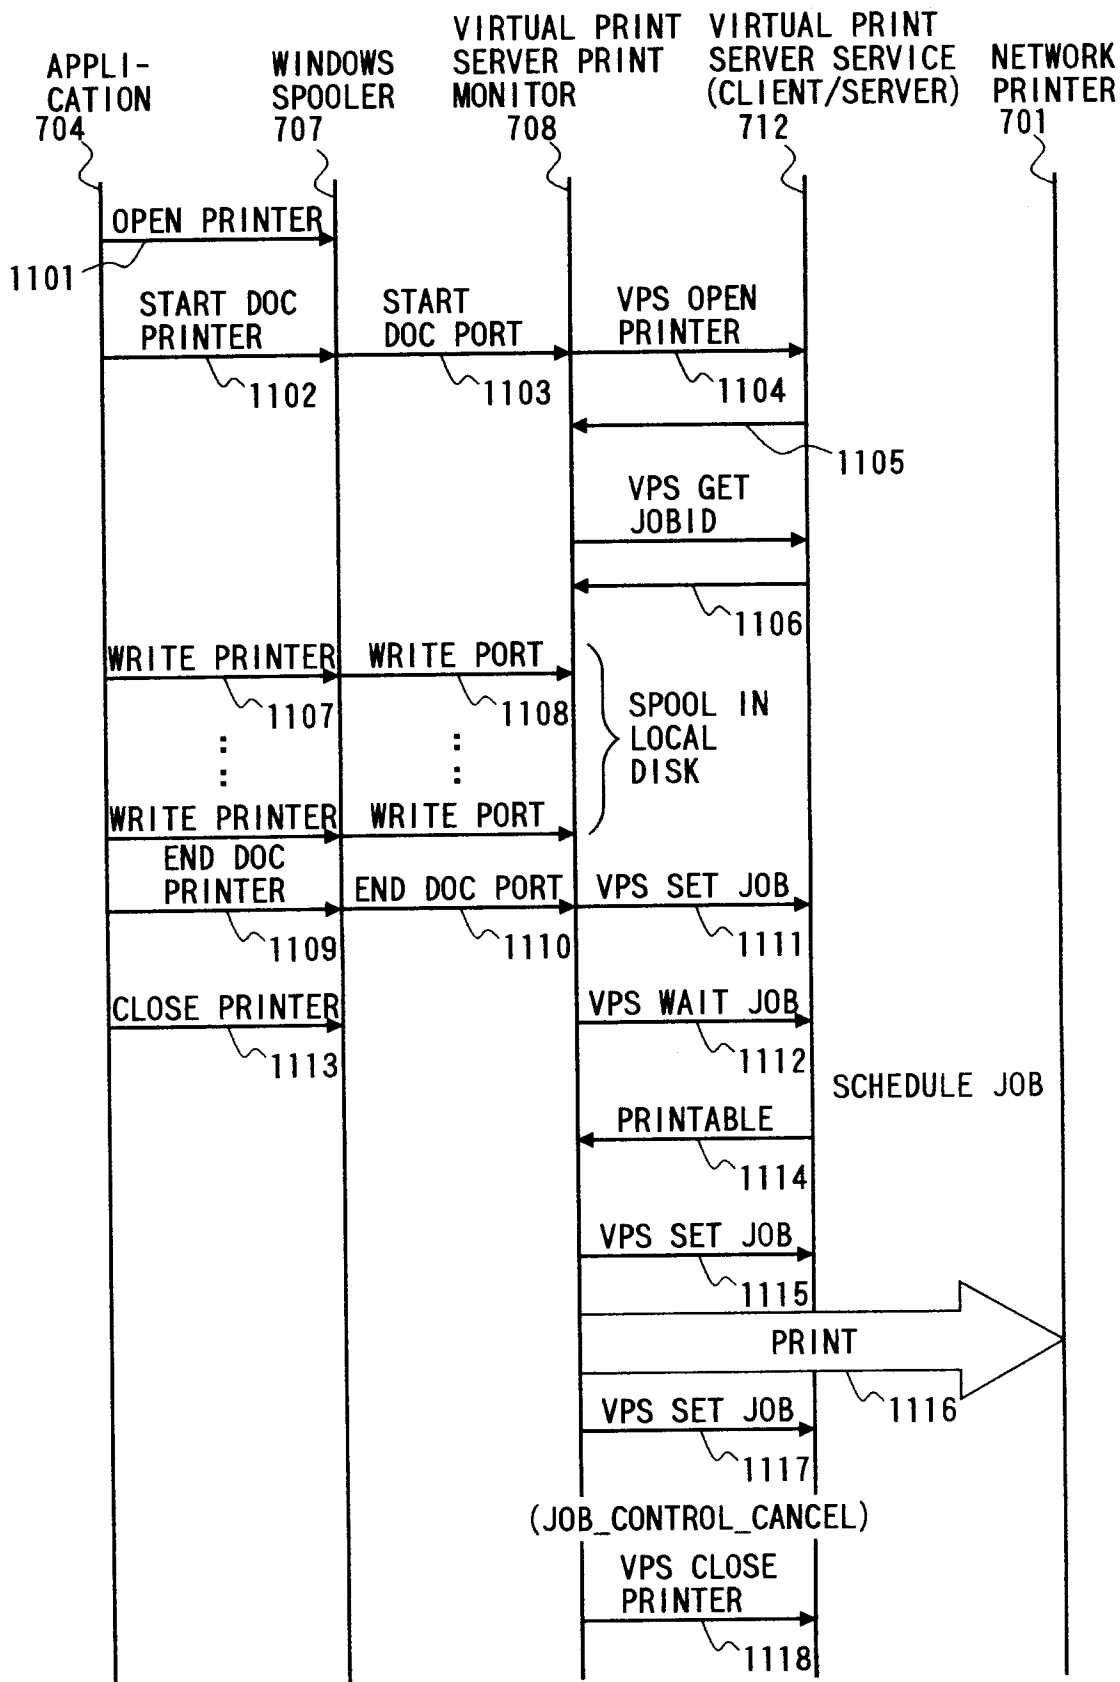 APPLI-
CATION
704
WINDOWS
SPOOLER
707
VIRTUAL PRINT
SERVER PRINT
MONITOR
708
VIRTUAL PRINT
SERVER SERVICE
(CLIENT/SERVER)
712
NETWORK
PRINTER
701
OPEN PRINTER
1101
START DOC
PRINTER
1102
START
DOC PORT
1103
VPS OPEN
PRINTER
1104
1105
VPS GET
JOBID
1106
WRITE PRINTER
1107
WRITE PORT
1108
SPOOL IN
LOCAL
DISK
WRITE PRINTER
WRITE PORT
END DOC
PRINTER
1109
END DOC PORT
1110
VPS SET JOB
1111
CLOSE PRINTER
1113
VPS WAIT JOB
1112
SCHEDULE JOB
PRINTABLE
1114
VPS SET JOB
1115
PRINT
1116
VPS SET JOB
1117
(JOB_CONTROL_CANCEL)
VPS CLOSE
PRINTER
1118